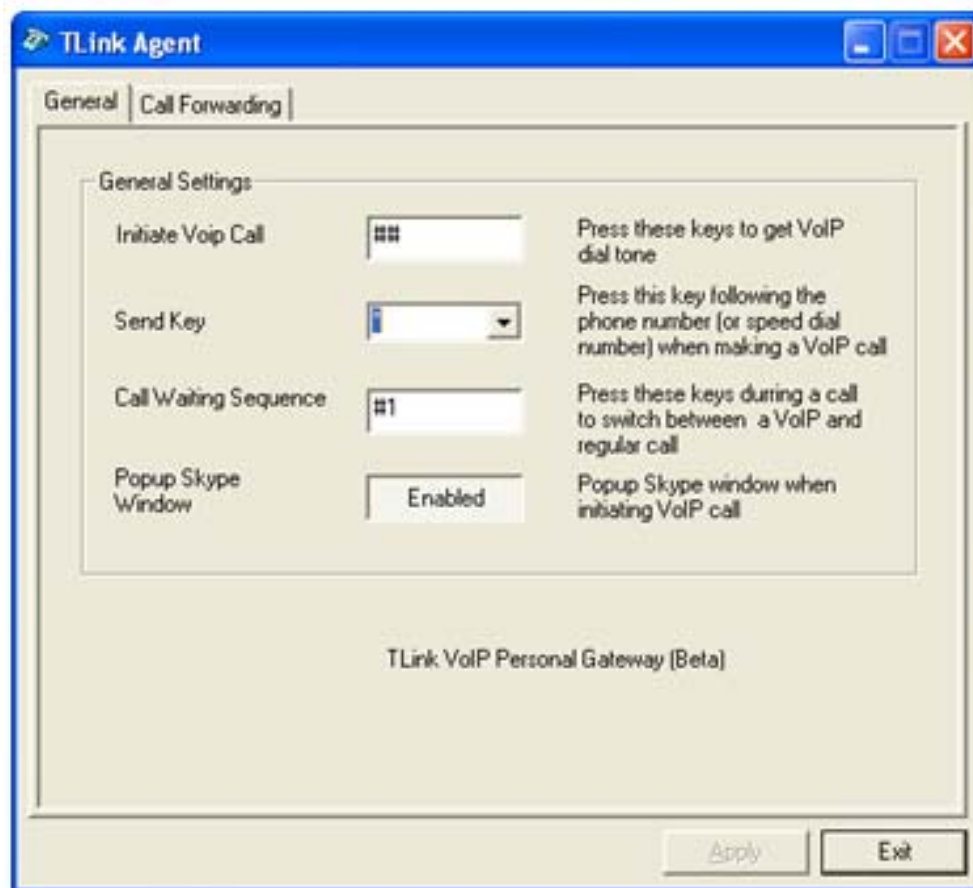 TLink Agent
General
Call Forwarding
General Settings
Initiate Voip Call
##
Press these keys to get VoIP
dial tone
Send Key
*
Press this key following the
phone number (or speed dial
number) when making a VoIP call
Call Waiting Sequence
#1
Press these keys durring a call
to switch between a VoIP and
regular call
Popup Skype
Window
Enabled
Popup Skype window when
initiating VoIP call
TLink VoIP Personal Gateway (Beta)
Apply
Exit